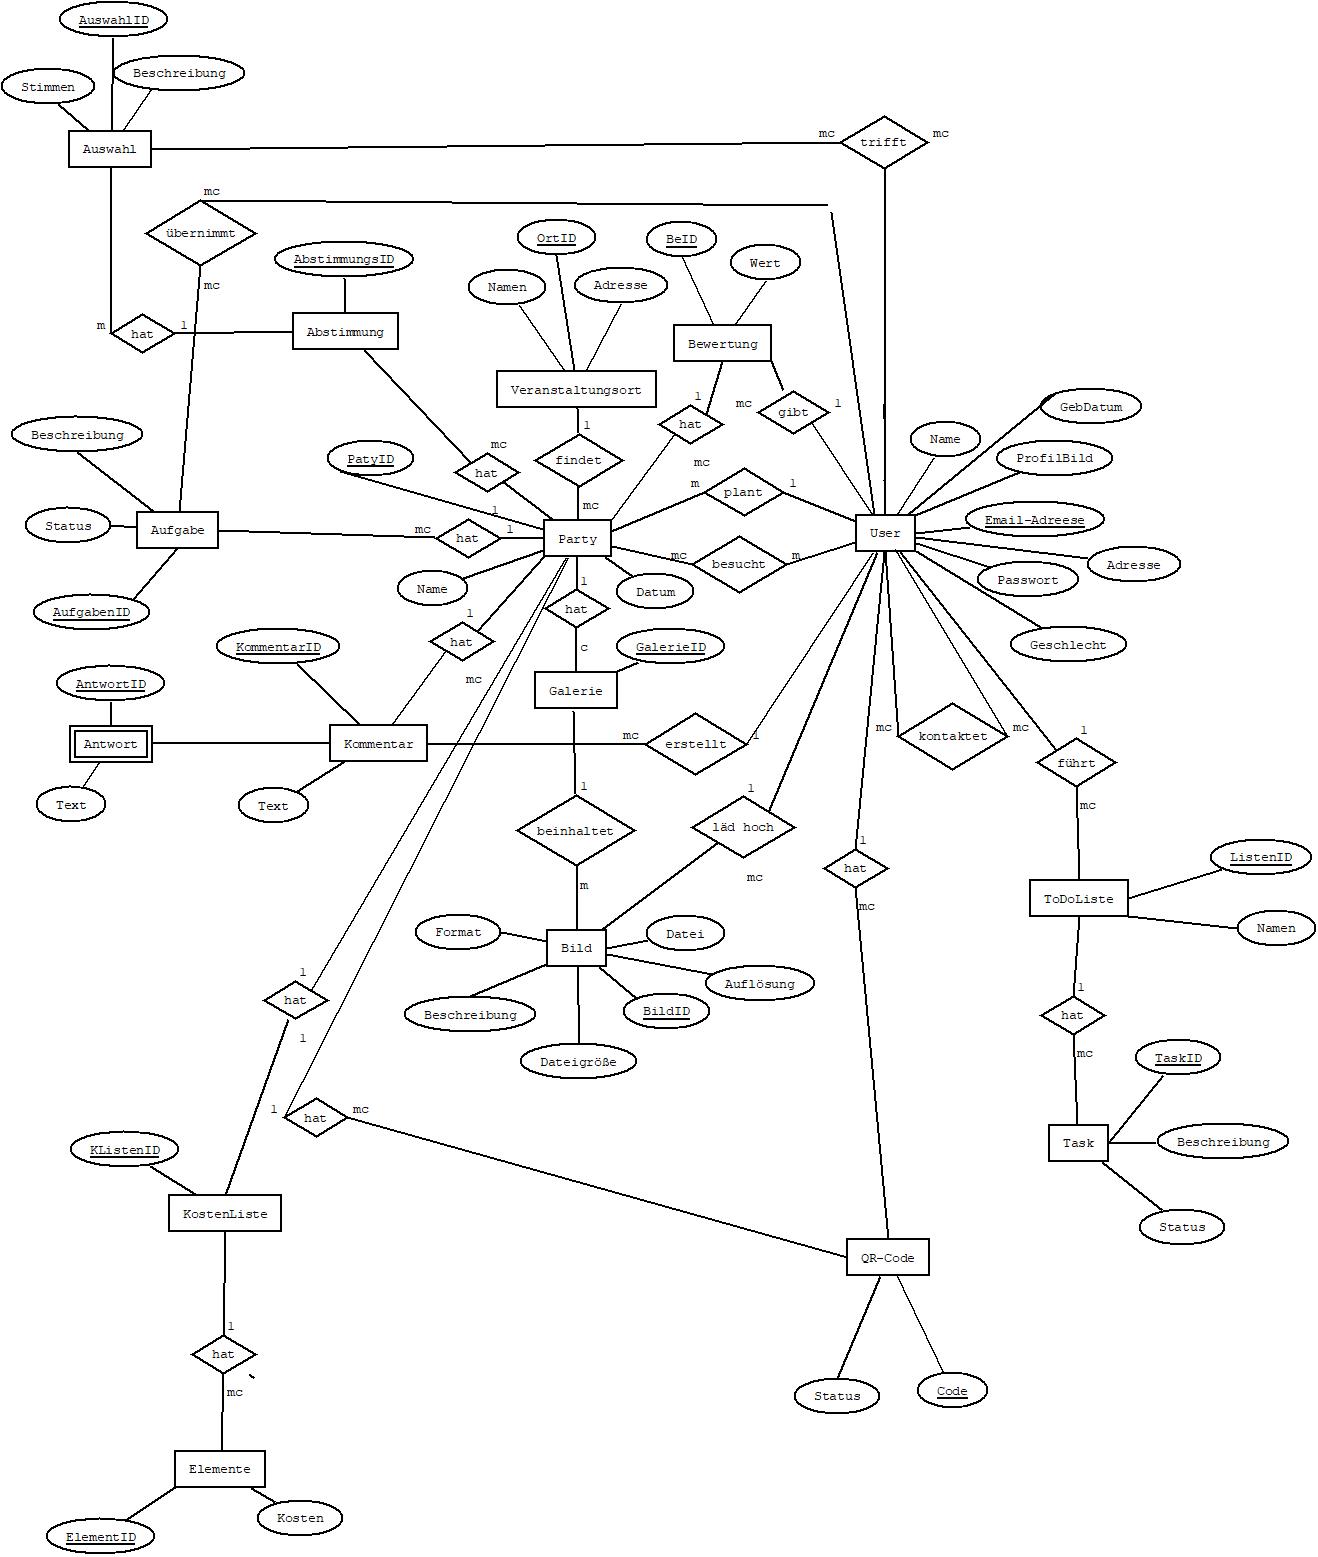 AuswahlID
Beschreibung
Stimmen
Auswahl
mc
trifft
mc
mc
übernimmt
mc
OrtID
BeID
AbstimmungsID
Wert
Namen
Adresse
m
hat
1
Abstimmung
Bewertung
Veranstaltungsort
1
hat
mc
gibt
1
GebDatum
Beschreibung
1
mc
Name
PatyID
findet
mc
ProfilBild
hat
m
plant
1
1
mc
Status
Aufgabe
mc
hat
1
Party
User
Email-Adreese
mc
besucht
m
Adresse
Name
1
Datum
Passwort
AufgabenID
1
hat
hat
KommentarID
c
GalerieID
Geschlecht
mc
AntwortID
Galerie
Antwort
Kommentar
mc
erstellt
1
mc
kontaktet
mc
1
führt
Text
Text
1
1
mc
beinhaltet
läd hoch
1
hat
ListenID
m
mc
mc
ToDoListe
Format
Bild
Datei
Namen
1
hat
Auflösung
1
hat
Beschreibung
BildID
1
mc
Dateigröße
TaskID
1
hat
mc
Task
Beschreibung
KListenID
KostenListe
Status
QR-Code
1
hat
mc
Status
Code
Elemente
Kosten
ElementID